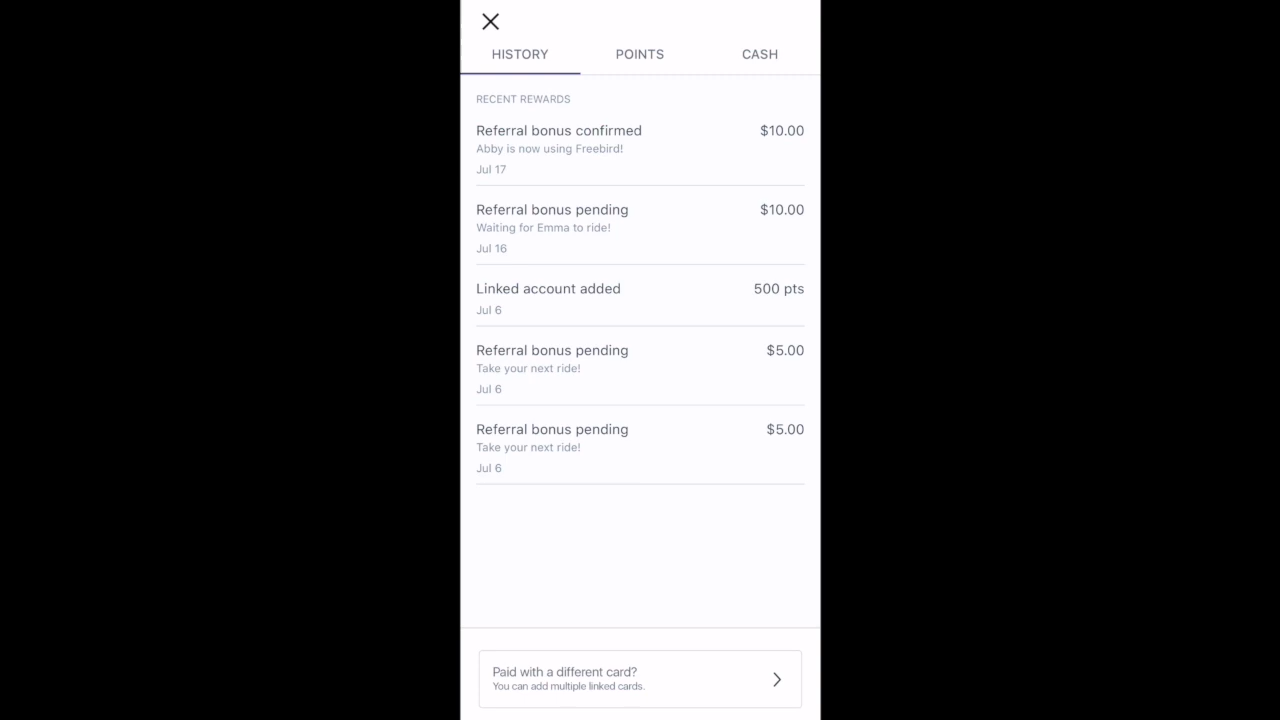 HISTORY POINTS CASH
RECENT REWARDS
Referral bonus confirmed $10.00
Abby is now using Freebird!
Jul 17
Referral bonus pending $10.00
Waiting for Emma to ride!
Jul 16
Linked account added 500 pts
Jul 6
Referral bonus pending $5.00
Take your next ride!
Jul 6
Referral bonus pending $5.00
Take your next ride!
Jul 6
Paid with a different card?
You can add multiple linked cards.